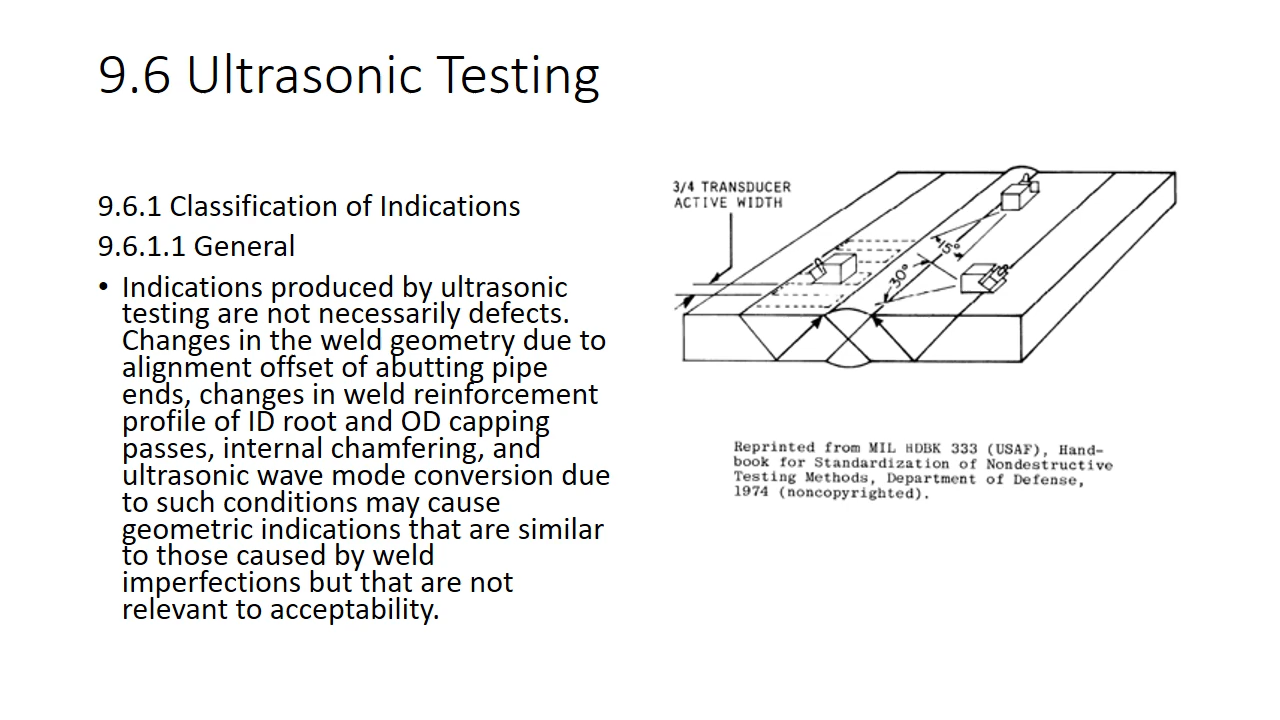 9.6 Ultrasonic Testing
9.6.1 Classification of Indications
9.6.1.1 General
• Indications produced by ultrasonic
testing are not necessarily defects.
Changes in the weld geometry due to
alignment offset of abutting pipe
ends, changes in weld reinforcement
profile of ID root and OD capping
passes, internal chamfering, and
ultrasonic wave mode conversion due
to such conditions may cause
geometric indications that are similar
to those caused by weld
imperfections but that are not
relevant to acceptability.
3/4 TRANSDUCER
ACTIVE WIDTH
15°
30°
Reprinted from MIL HDBK 333 (USAF), Hand-
book for Standardization of Nondestructive
Testing Methods, Department of Defense,
1974 (noncopyrighted).